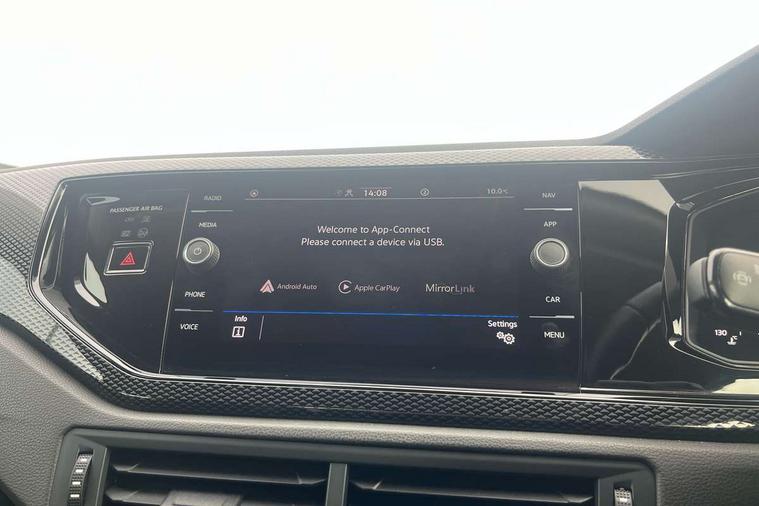 PASSENGER AIR BAG
RADIO
14:08
10.0°C
NAV
MEDIA
APP
Welcome to App-Connect
Please connect a device via USB.
Android Auto
Apple CarPlay
MirrorLink
PHONE
CAR
VOICE
Info
Settings
MENU
130